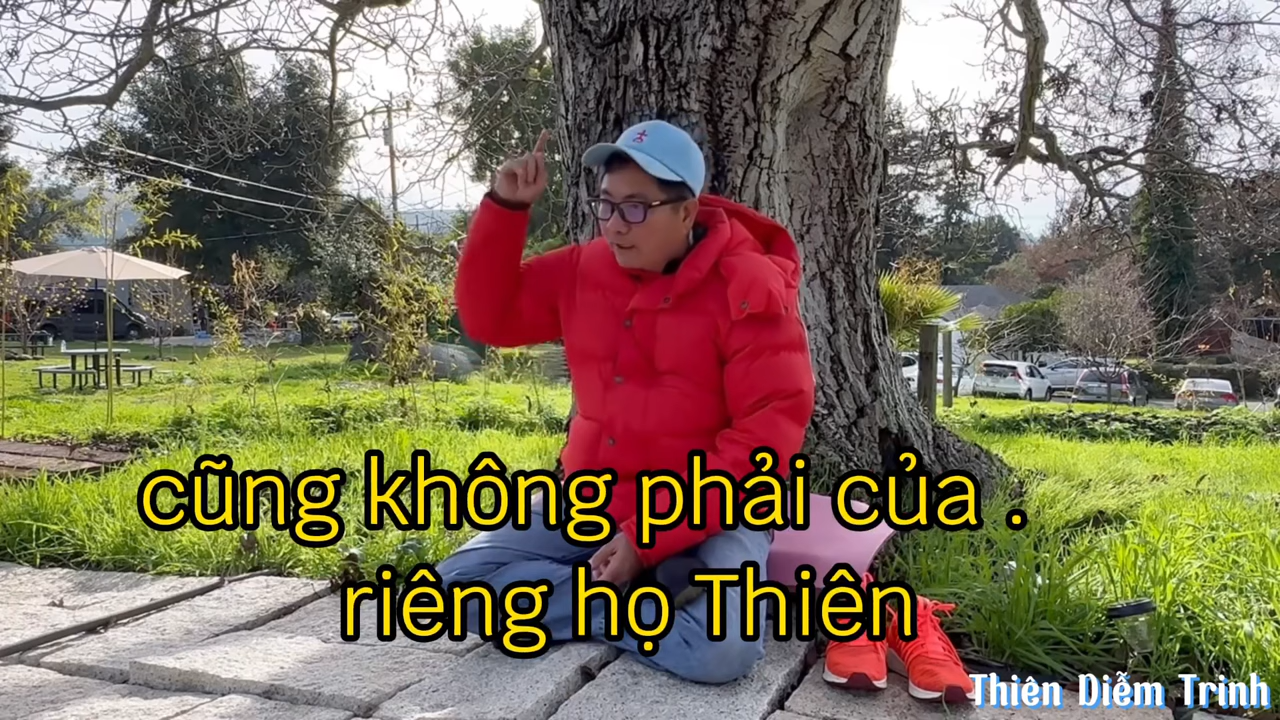 cũng không phải của .
riêng họ Thiên
Thiên Diễm Trinh